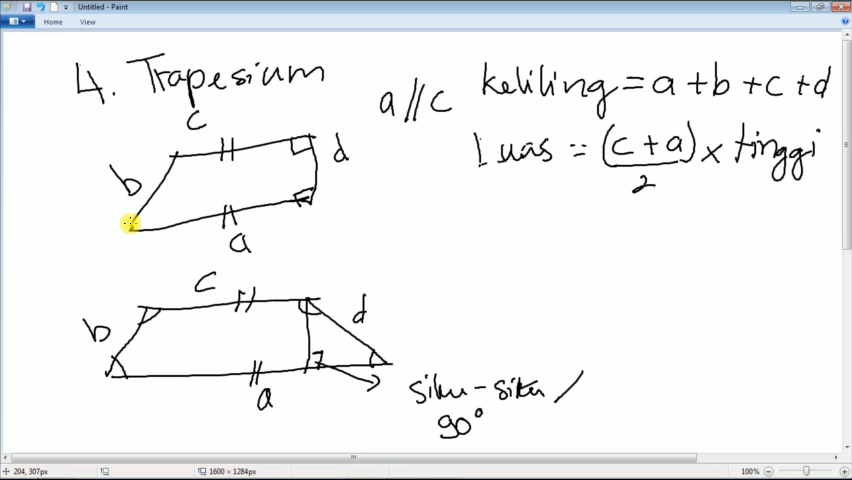 Untitled - Paint
Home View
4. Trapesium
a//c
keliling = a + b + c + d
Luas = (c + a) x tinggi
2
c
b
d
a
c
b
d
a
siku - siku /
90°
204, 307px
1600 × 1284px
100%